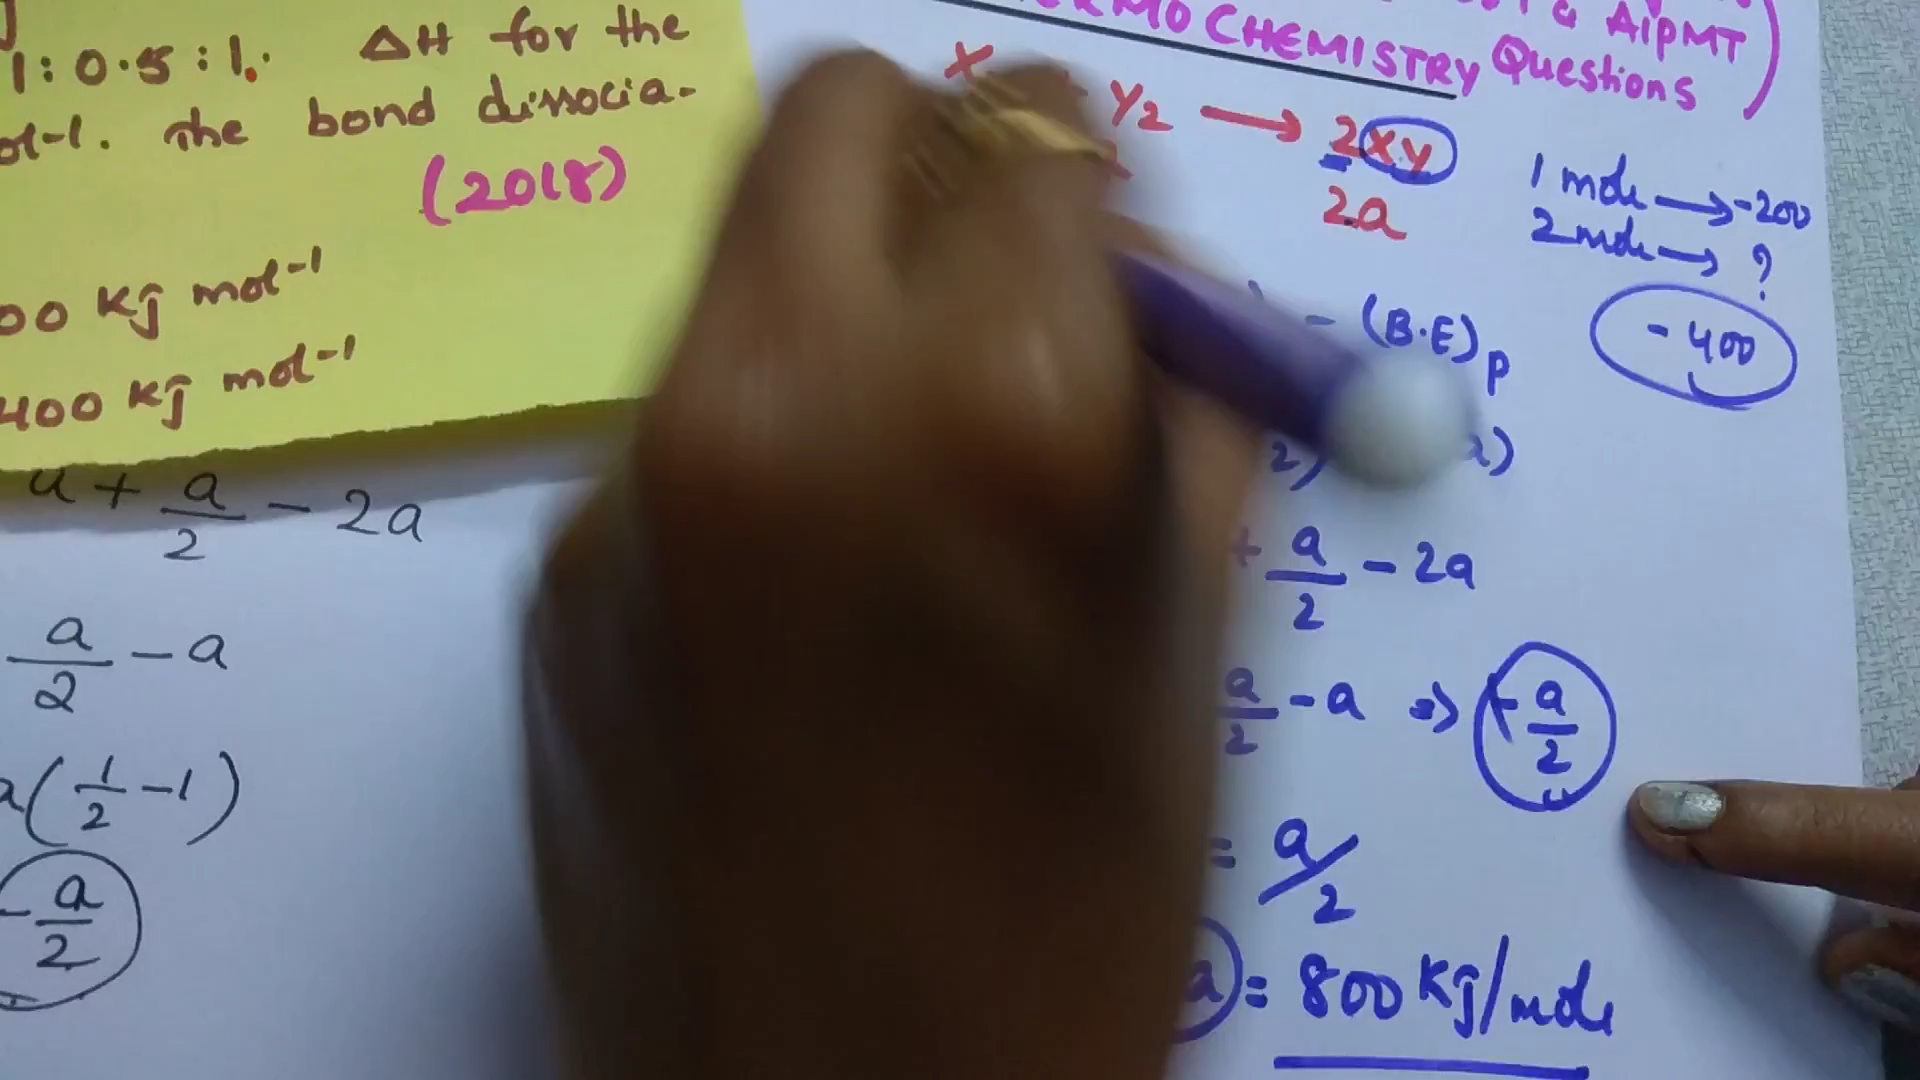 1 : 0.5 : 1. ΔH for the
mol-1. The bond dissocia-
(2018)
00 KJ mol-1
400 KJ mol-1
a + a/2 - 2a
a/2 - a
a(1/2 - 1)
- a/2
& AIPMT
THERMO CHEMISTRY Questions
X + Y2 → 2XY
2a
1 mole → -200
2 mole → ?
- 400
- (B.E)p
+ a/2 - 2a
a/2 - a ⇒ - a/2
= a/2
a = 800 KJ/mole